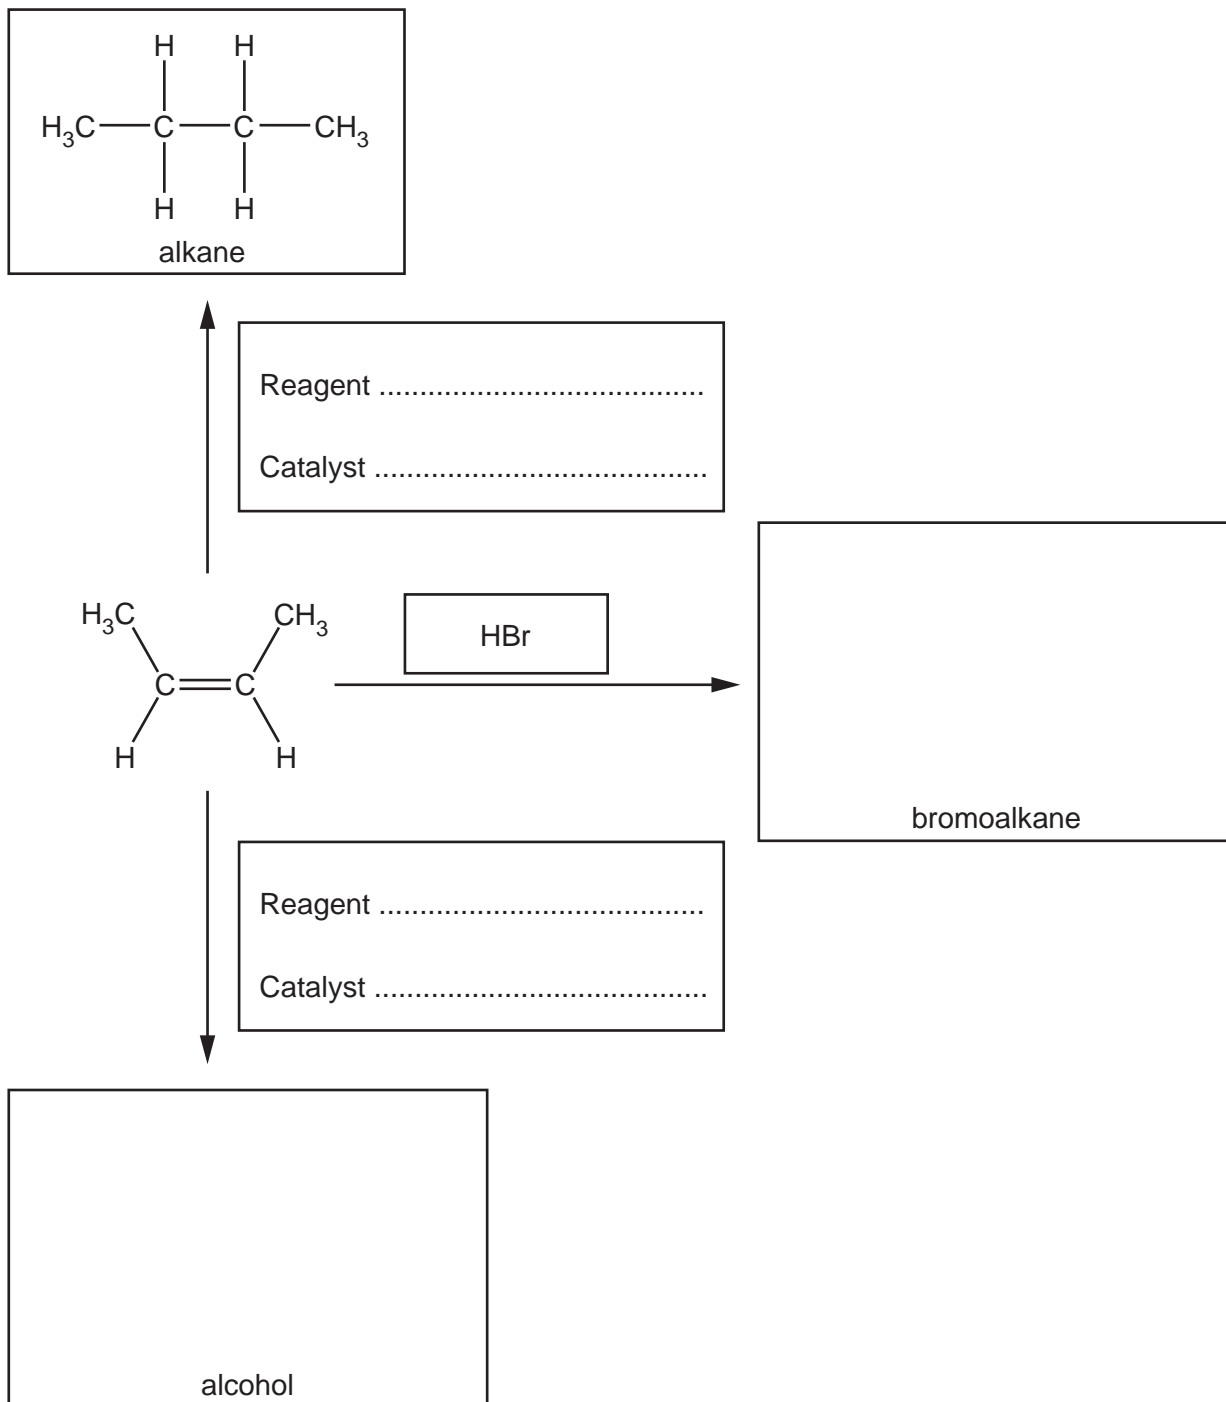 H H
H₃C C C CH₃
H H
alkane
Reagent ........................................
Catalyst .........................................
H₃C CH₃
HBr
C C
H H
bromoalkane
Reagent ........................................
Catalyst .........................................
alcohol